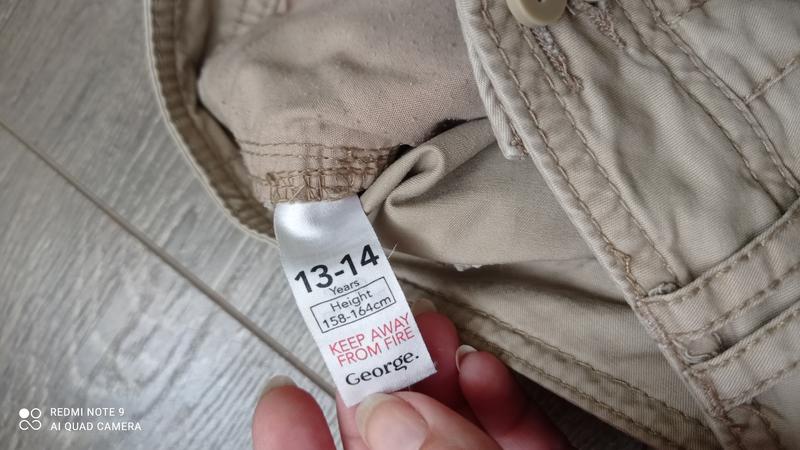 13-14
Years
Height
158-164cm
KEEP AWAY
FROM FIRE
George.
REDMI NOTE 9
AI QUAD CAMERA